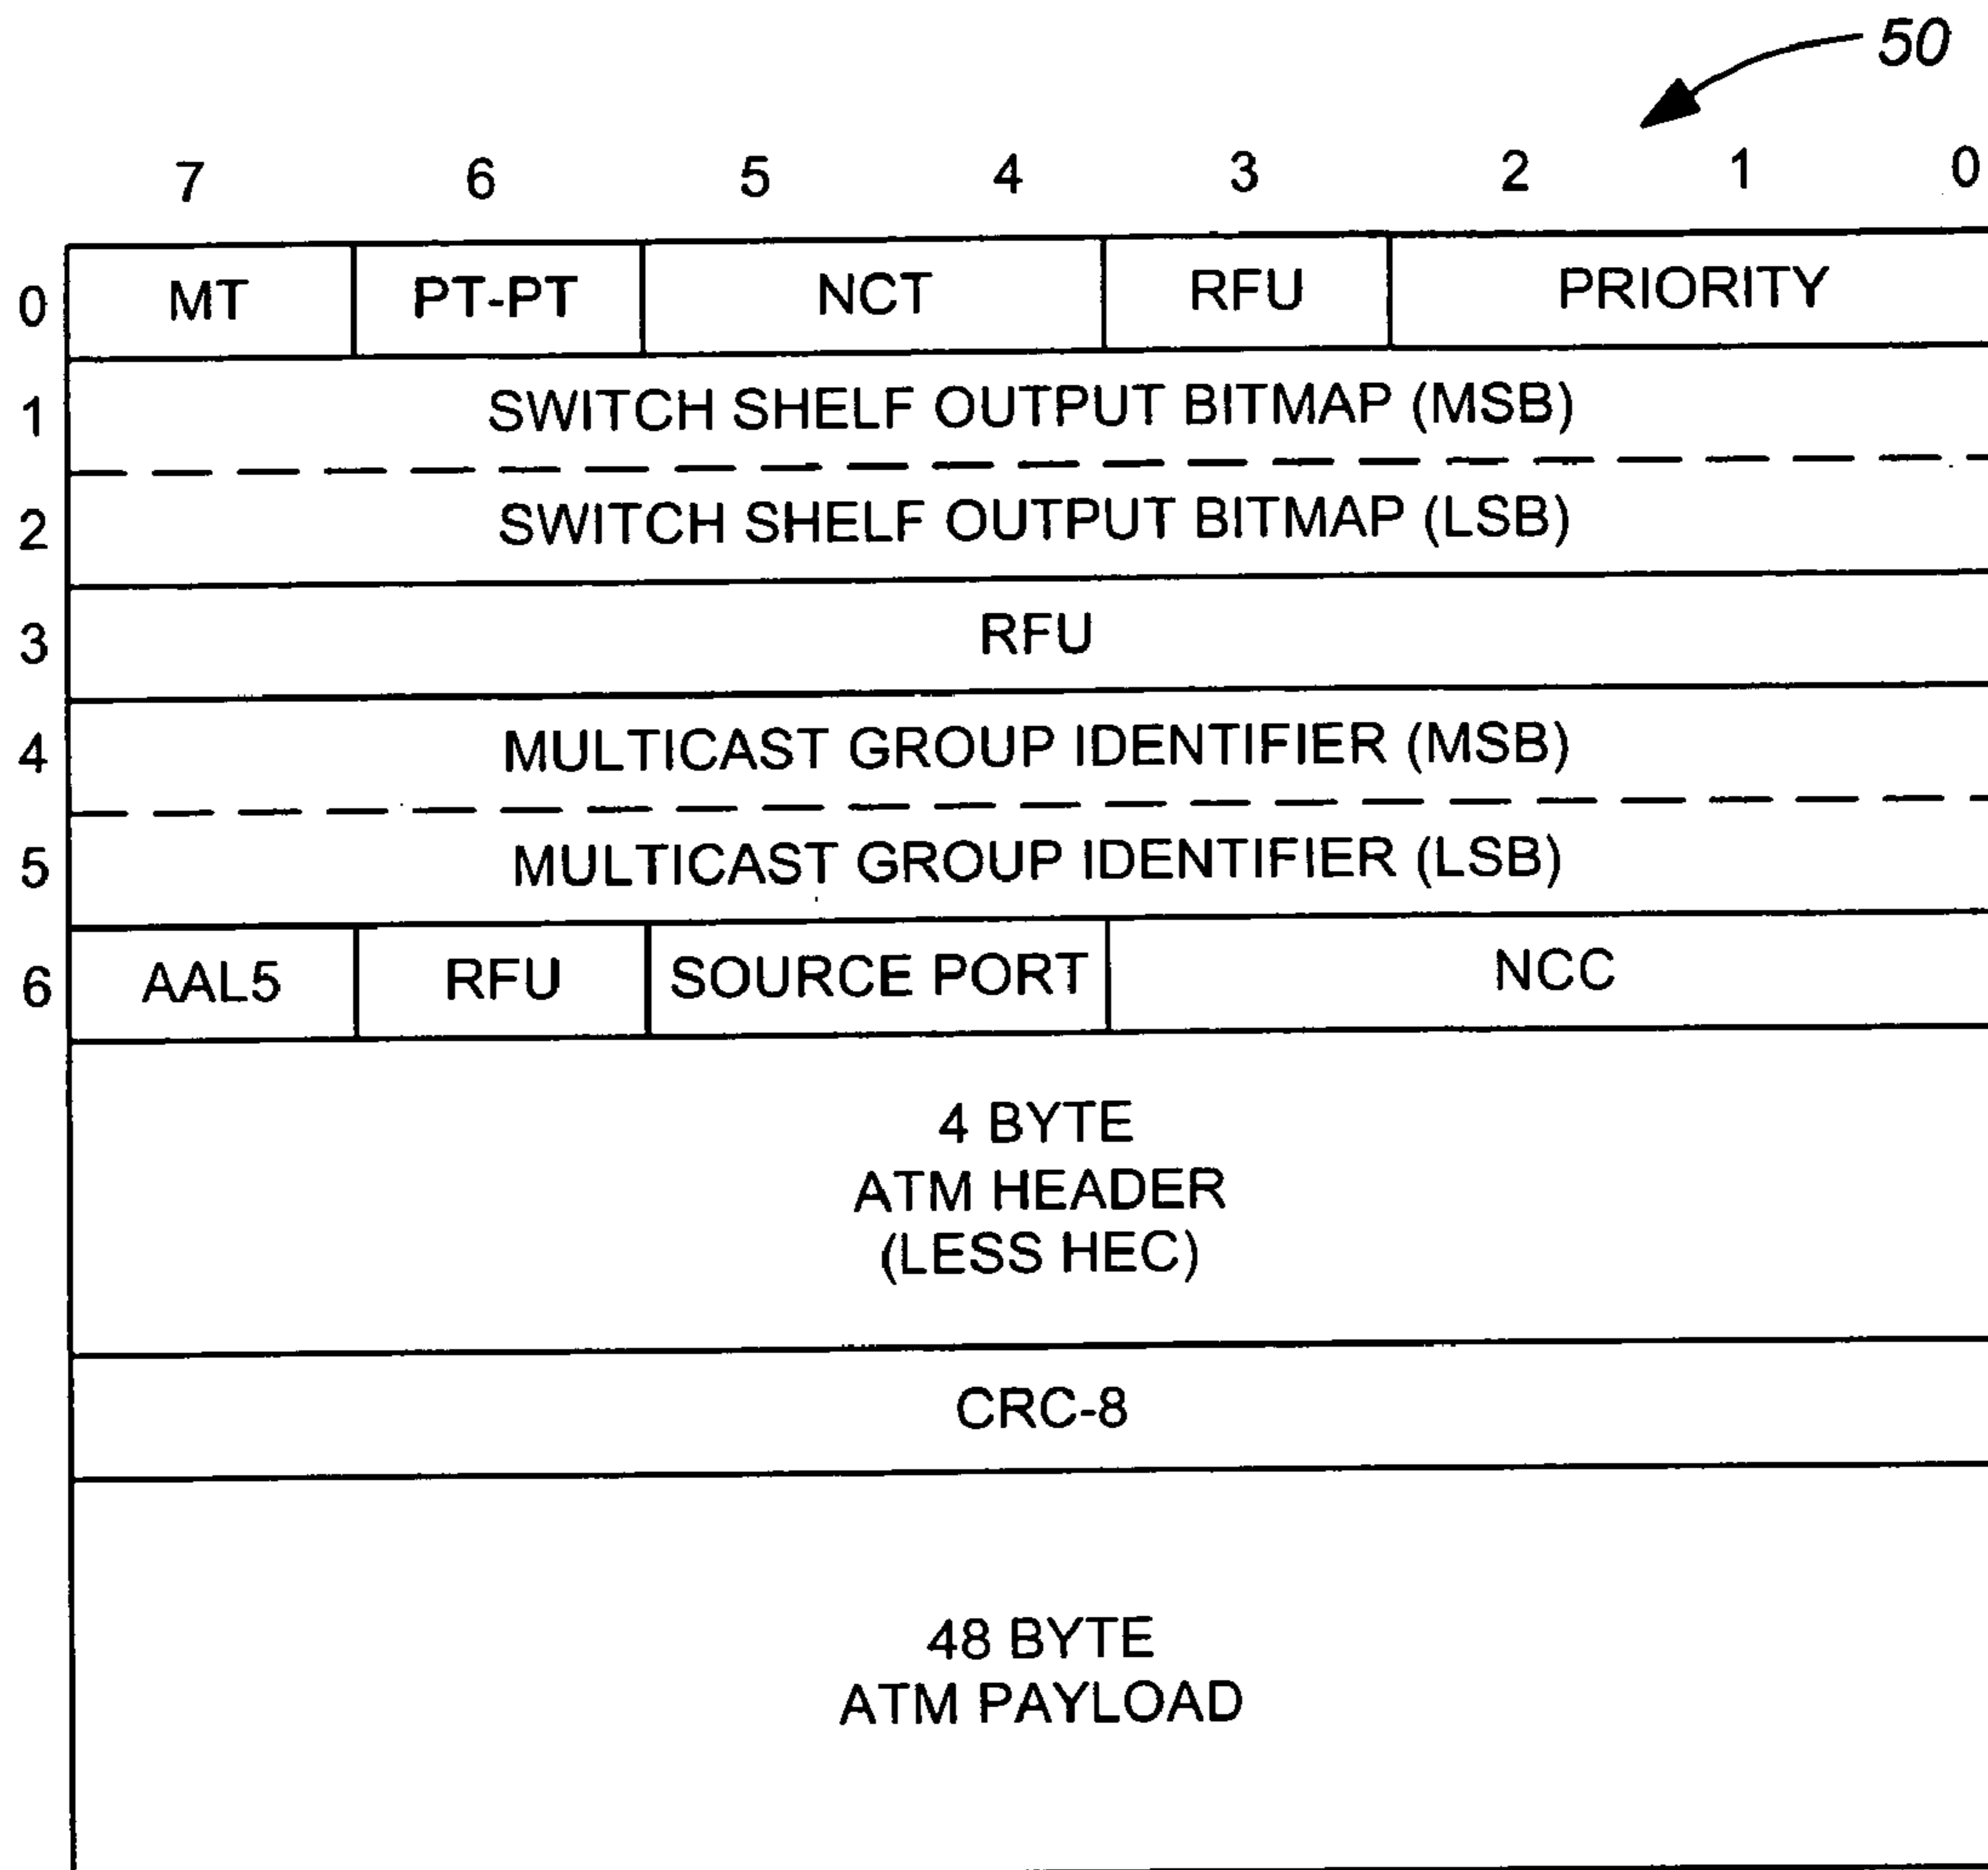 50
7 6 5 4 3 2 1 0
0 MT PT-PT NCT RFU PRIORITY
1 SWITCH SHELF OUTPUT BITMAP (MSB)
2 SWITCH SHELF OUTPUT BITMAP (LSB)
3 RFU
4 MULTICAST GROUP IDENTIFIER (MSB)
5 MULTICAST GROUP IDENTIFIER (LSB)
6 AAL5 RFU SOURCE PORT NCC
4 BYTE
ATM HEADER
(LESS HEC)
CRC-8
48 BYTE
ATM PAYLOAD